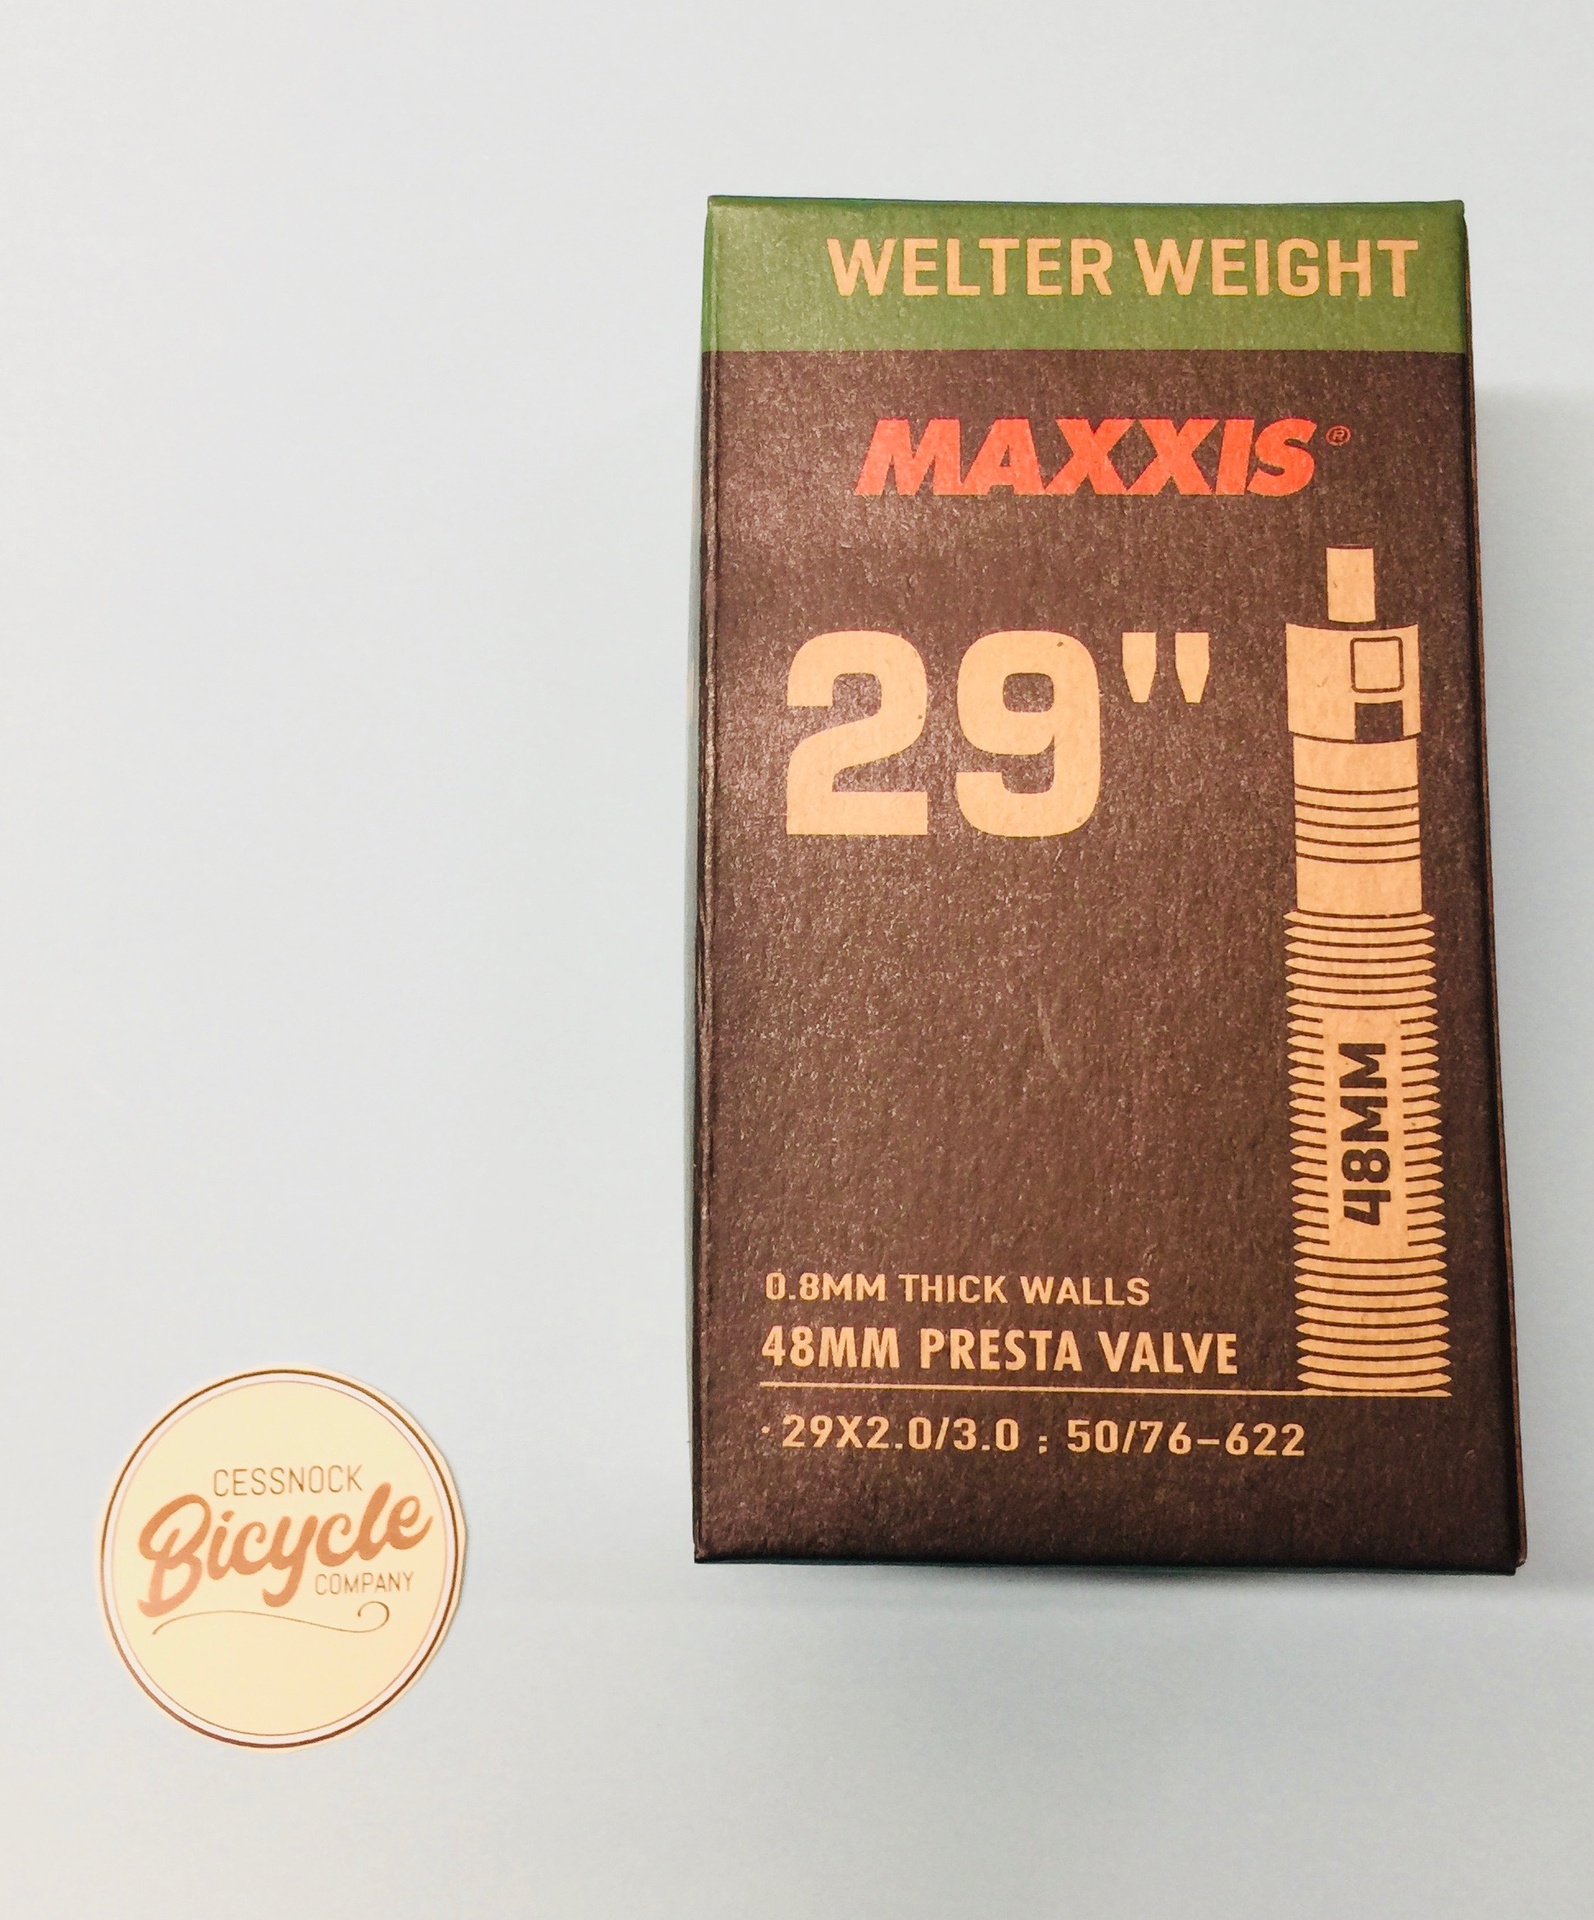 WELTER WEIGHT
MAXXIS®
29"
48MM
0.8MM THICK WALLS
48MM PRESTA VALVE
· 29X2.0/3.0 : 50/76-622
CESSNOCK
Bicycle
COMPANY